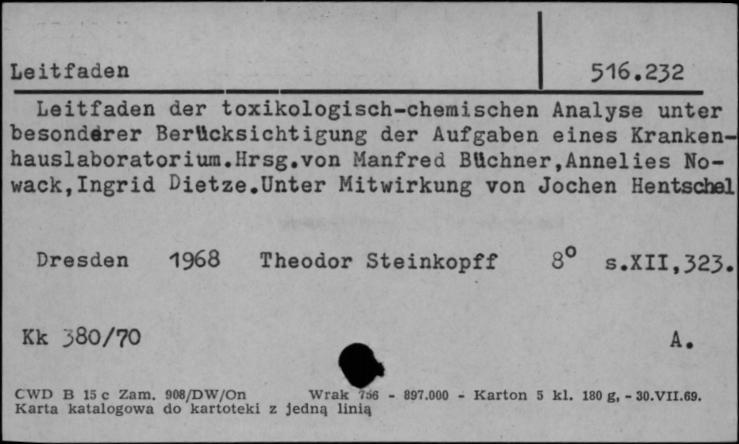 Leitfaden 516.232
Leitfaden der toxikologisch-chemischen Analyse unter
besonderer Berücksichtigung der Aufgaben eines Kranken-
hauslaboratorium.Hrsg.von Manfred Büchner,Annelies No-
wack,Ingrid Dietze.Unter Mitwirkung von Jochen Hentschel
Dresden 1968 Theodor Steinkopff 8° s.XII,323.
Kk 380/70 A.
CWD B 15 c Zam. 908/DW/On Wrak 756 - 897.000 - Karton 5 kl. 180 g, - 30.VII.69.
Karta katalogowa do kartoteki z jedną linią